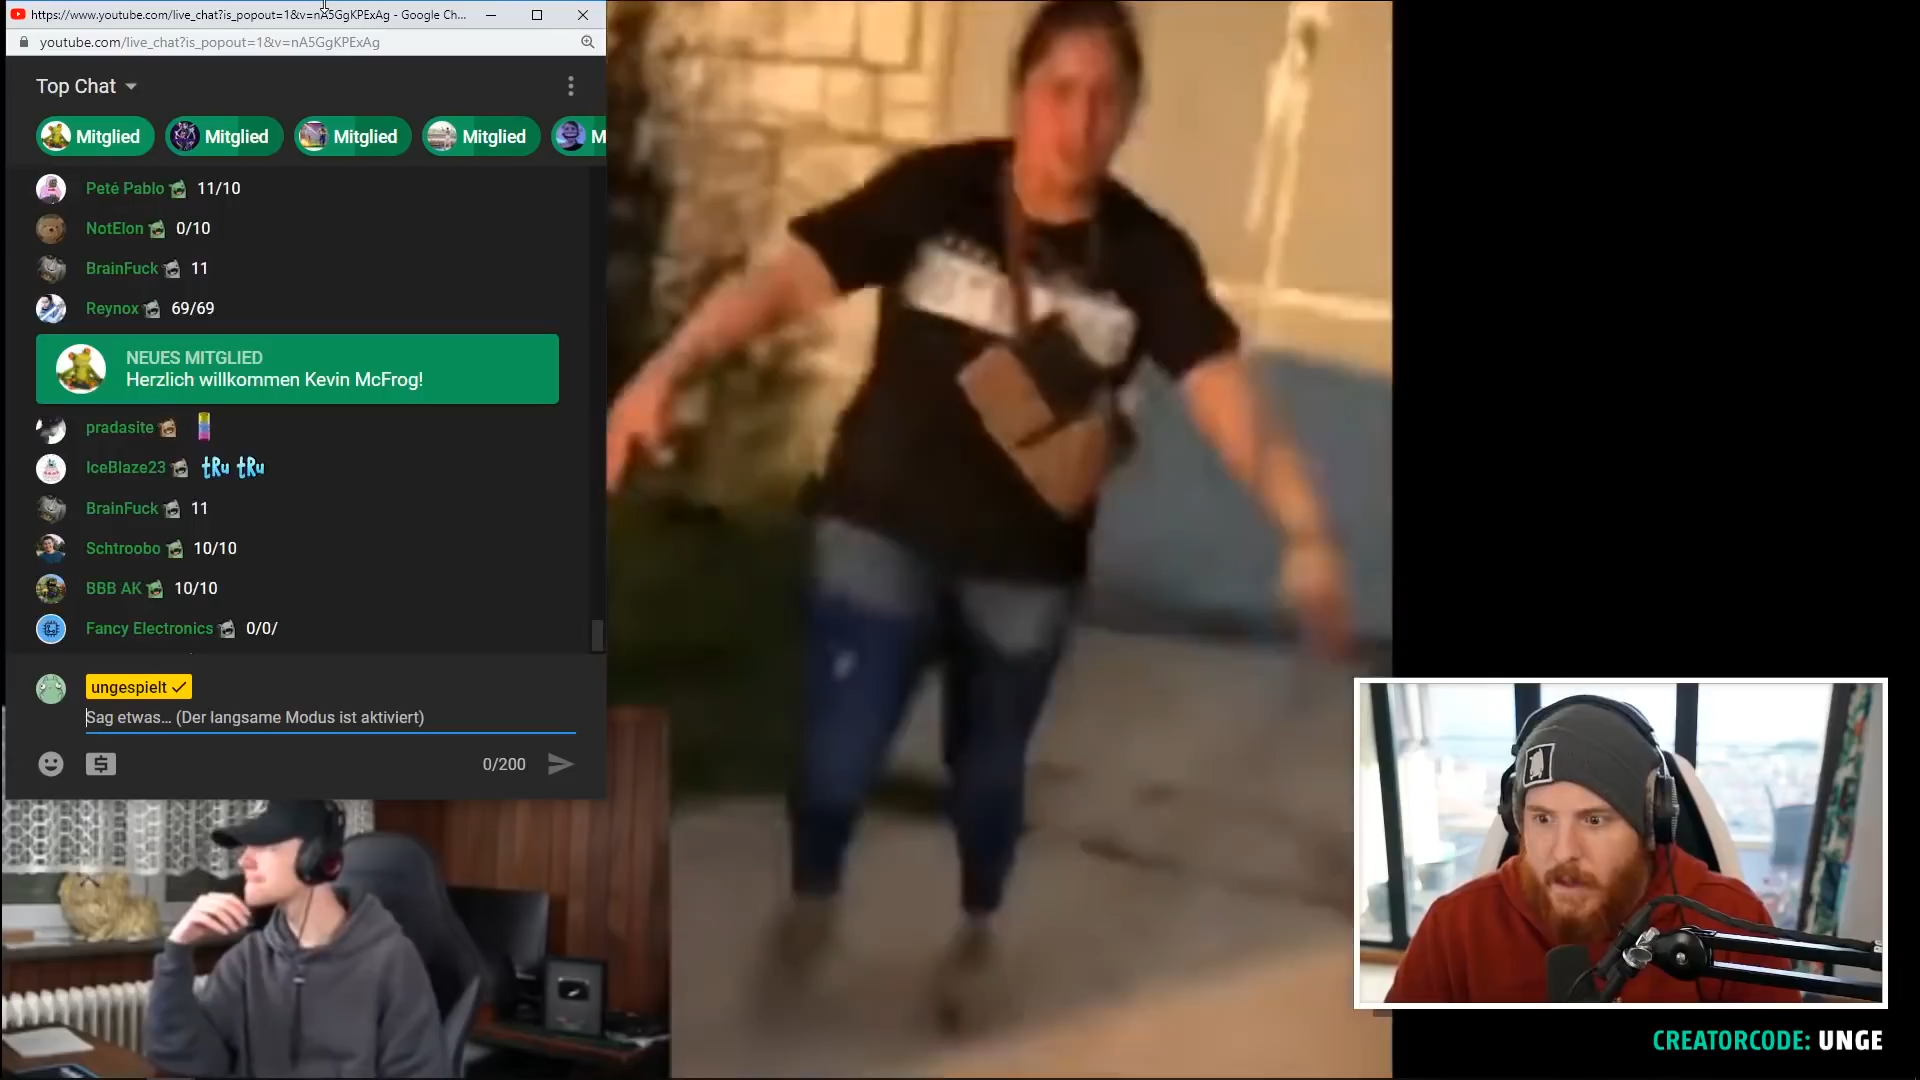 https://www.youtube.com/live_chat?is_popout=1&v=nA5GgKPExAg - Google Ch...
youtube.com/live_chat?is_popout=1&v=nA5GgKPExAg
Top Chat
Mitglied Mitglied Mitglied Mitglied M
Peté Pablo 11/10
NotElon 0/10
BrainFuck 11
Reynox 69/69
NEUES MITGLIED
Herzlich willkommen Kevin McFrog!
pradasite
IceBlaze23 tRu tRu
BrainFuck 11
Schtroobo 10/10
BBB AK 10/10
Fancy Electronics 0/0/
ungespielt
Sag etwas... (Der langsame Modus ist aktiviert)
0/200
CREATORCODE: UNGE